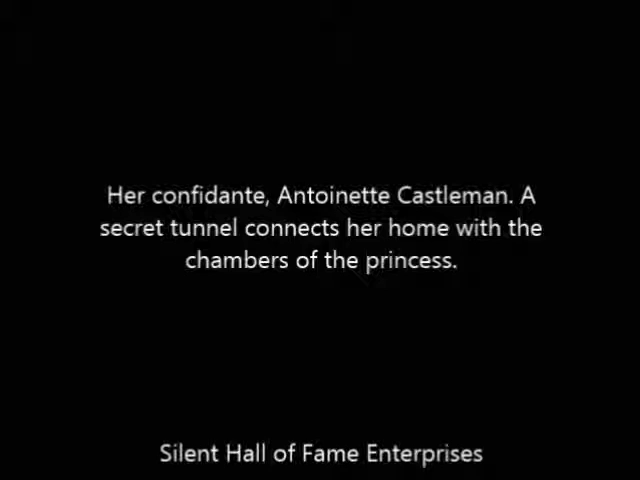 Her confidante, Antoinette Castleman. A
secret tunnel connects her home with the
chambers of the princess.
Silent Hall of Fame Enterprises